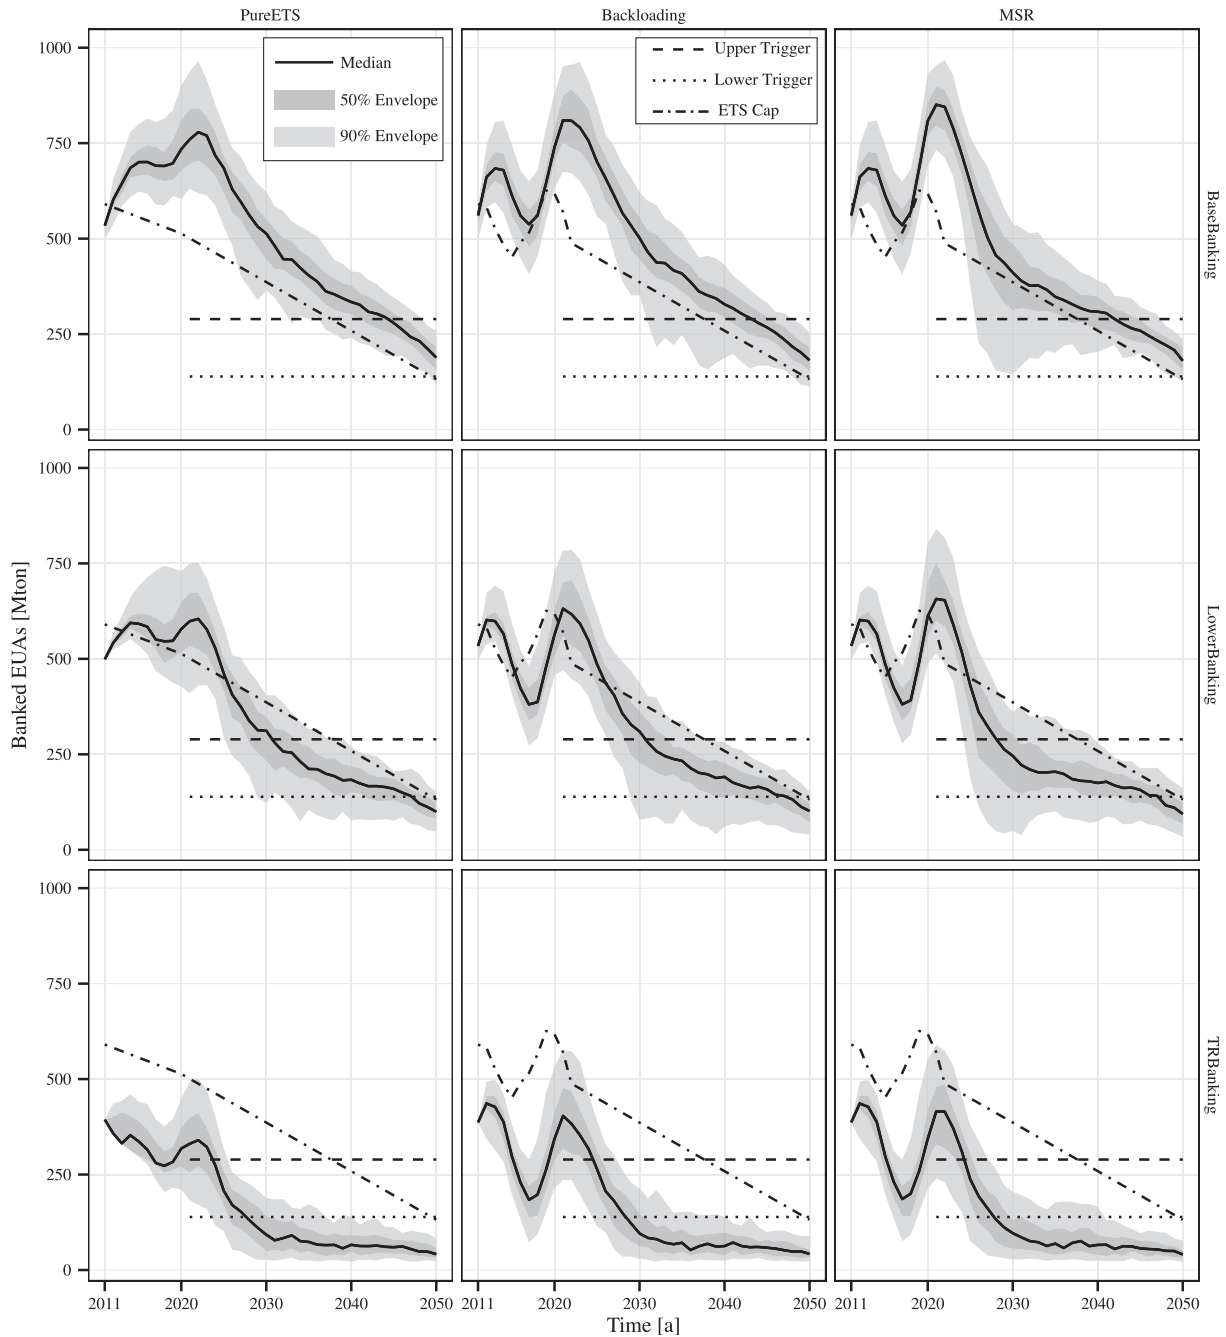 PureETS Backloading MSR
1000
750
500
250
0
Median
50% Envelope
90% Envelope
Upper Trigger
Lower Trigger
ETS Cap
BaseBanking
1000
750
500
250
0
LowerBanking
Banked EUAs [Mton]
1000
750
500
250
0
TRBanking
2011 2020 2030 2040 2050 2011 2020 2030 2040 2050 2011 2020 2030 2040 2050
Time [a]